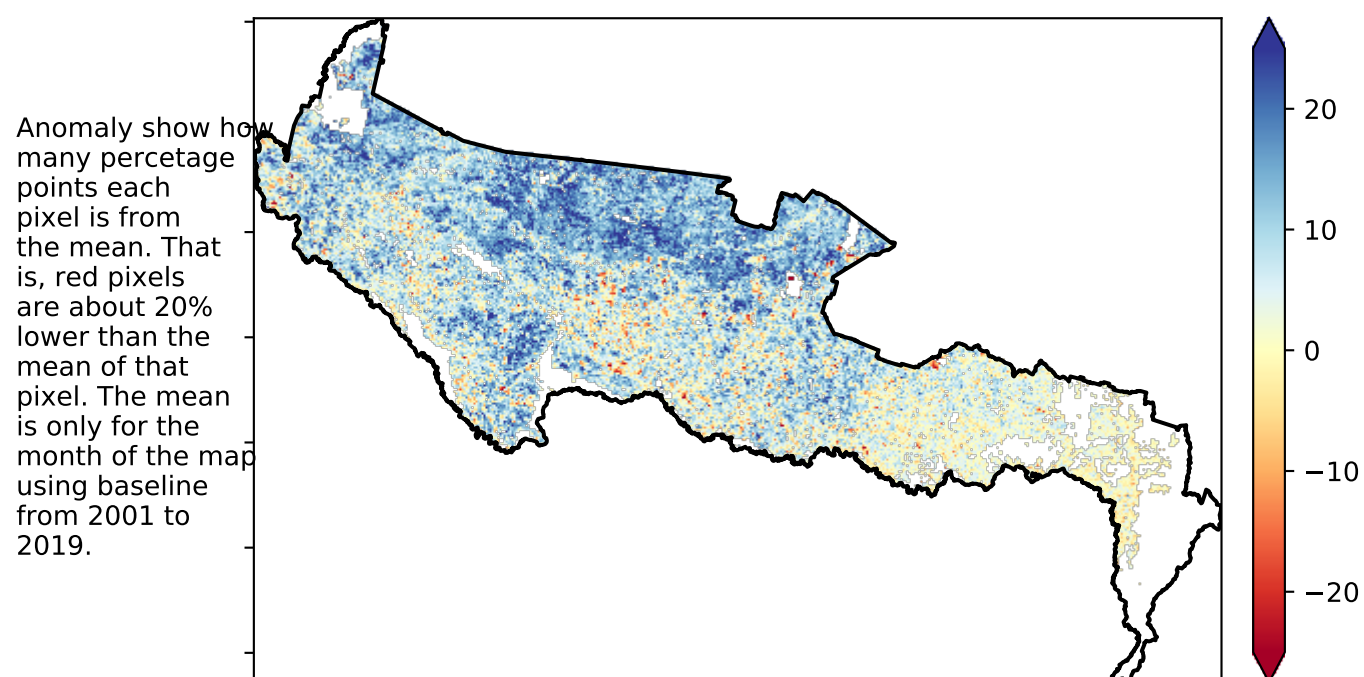 Anomaly show how
many percetage
points each
pixel is from
the mean. That
is, red pixels
are about 20%
lower than the
mean of that
pixel. The mean
is only for the
month of the map
using baseline
from 2001 to
2019.
20
10
0
−10
−20